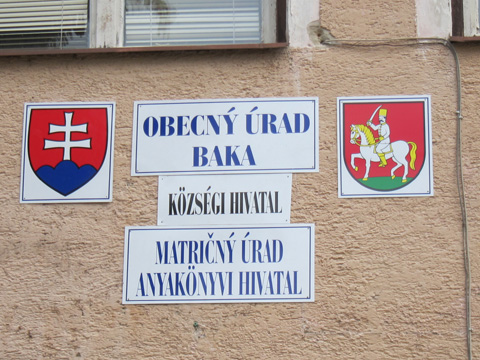 OBECNÝ ÚRAD
BAKA
KÖZSÉGI HIVATAL
MATRIČNÝ ÚRAD
ANYAKÖNYVI HIVATAL